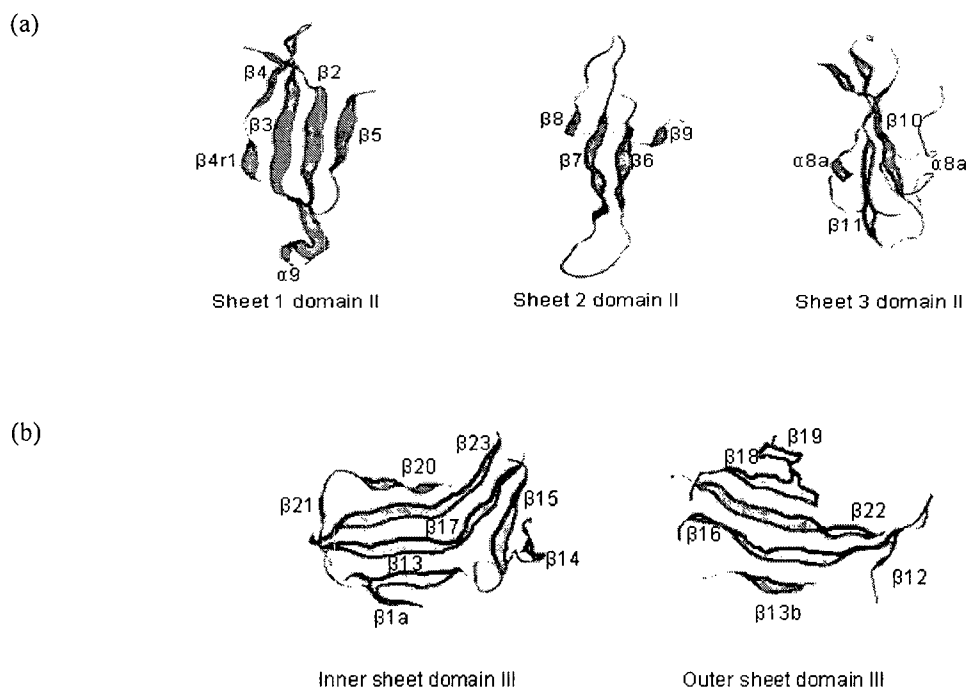 (a)
β4 β2
β3 β5
β4r1
α9
Sheet 1 domain II
β8 β9
β7 β6
Sheet 2 domain II
β10
α8a α8a
β11
Sheet 3 domain II
(b)
β23
β20
β21 β15
β17
β13 β14
β1a
Inner sheet domain III
β19
β18
β22
β16
β12
β13b
Outer sheet domain III